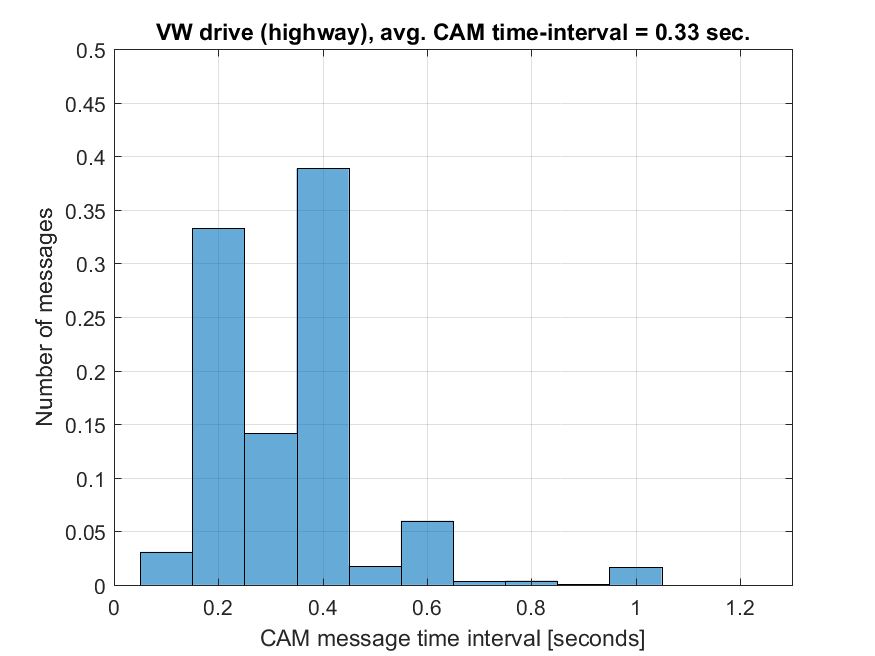 VW drive (highway), avg. CAM time-interval = 0.33 sec.
0.5
0.45
0.4
0.35
0.3
0.25
0.2
0.15
0.1
0.05
0
Number of messages
0 0.2 0.4 0.6 0.8 1 1.2
CAM message time interval [seconds]